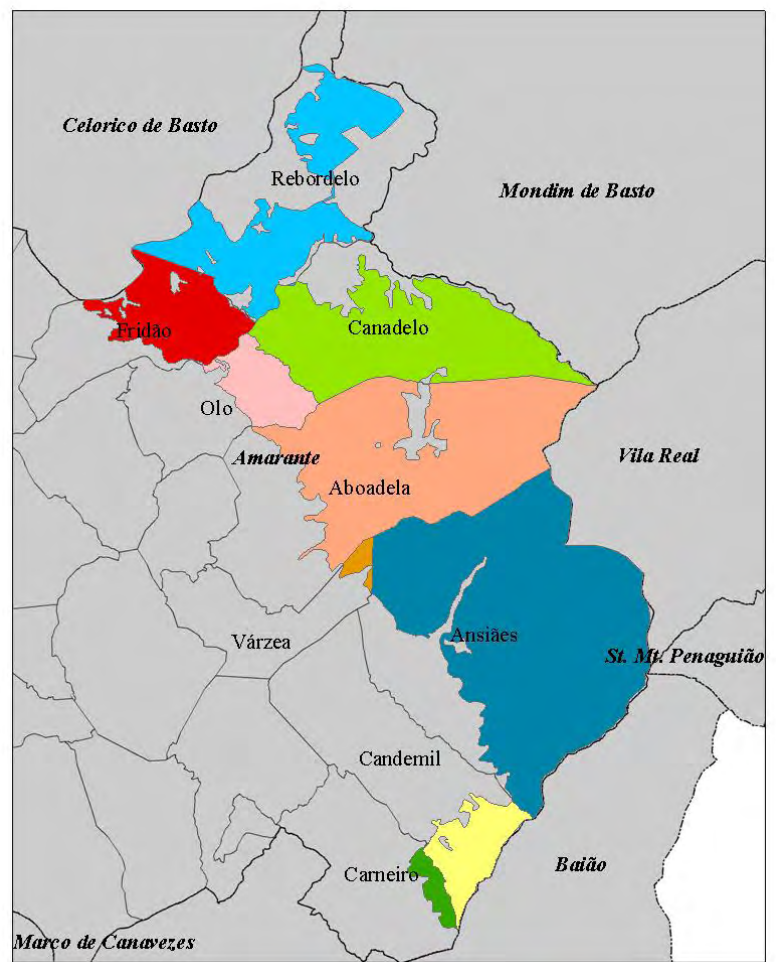 Celorico de Basto
Rebordelo
Mondim de Basto
Fridão
Canadelo
Olo
Amarante
Vila Real
Aboadela
Várzea
Ansiães
St. Mt. Penaguião
Candemil
Carneiro
Baião
Marco de Canavezes